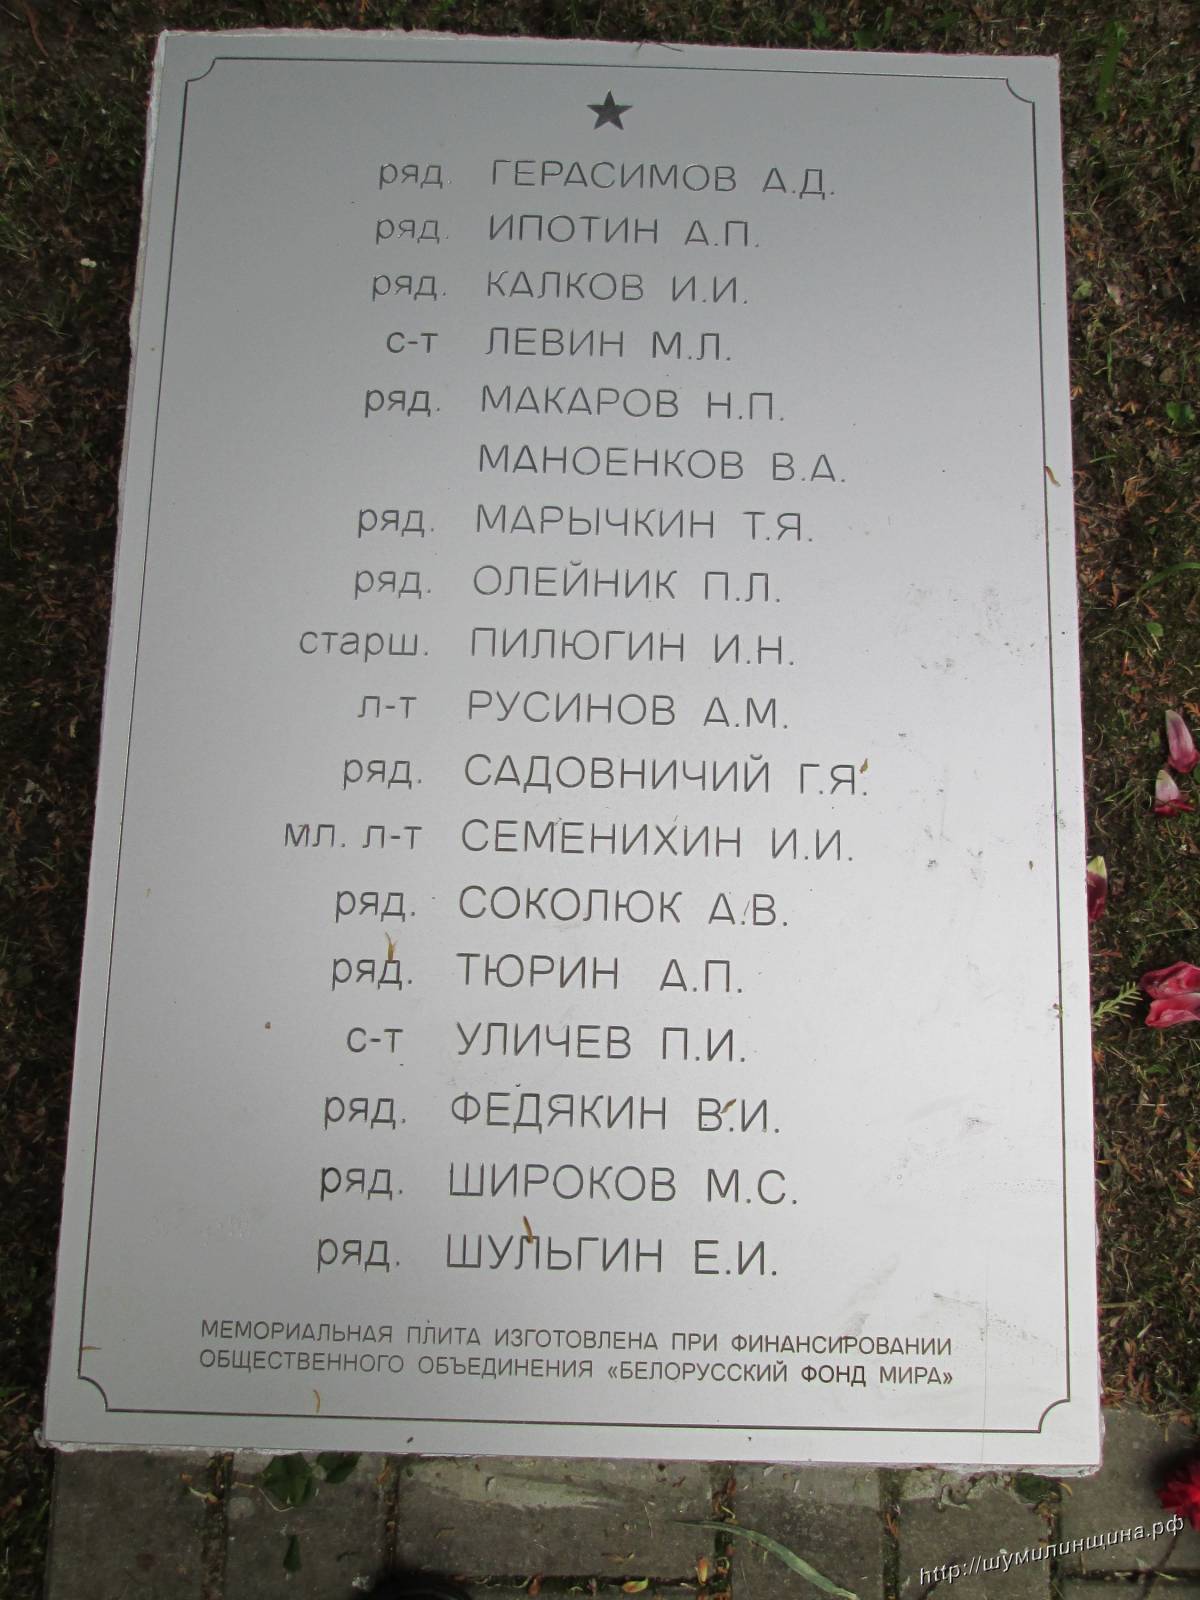 ряд. ГЕРАСИМОВ А.Д.
ряд. ИПОТИН А.П.
ряд. КАЛКОВ И.И.
с-т ЛЕВИН М.Л.
ряд. МАКАРОВ Н.П.
МАНОЕНКОВ В.А.
ряд. МАРЫЧКИН Т.Я.
ряд. ОЛЕЙНИК П.Л.
старш. ПИЛЮГИН И.Н.
л-т РУСИНОВ А.М.
ряд. САДОВНИЧИЙ Г.Я.
мл. л-т СЕМЕНИХИН И.И.
ряд. СОКОЛЮК А.В.
ряд. ТЮРИН А.П.
с-т УЛИЧЕВ П.И.
ряд. ФЕДЯКИН В.И.
ряд. ШИРОКОВ М.С.
ряд. ШУЛЬГИН Е.И.
МЕМОРИАЛЬНАЯ ПЛИТА ИЗГОТОВЛЕНА ПРИ ФИНАНСИРОВАНИИ
ОБЩЕСТВЕННОГО ОБЪЕДИНЕНИЯ «БЕЛОРУССКИЙ ФОНД МИРА»
http://шумилинщина.рф